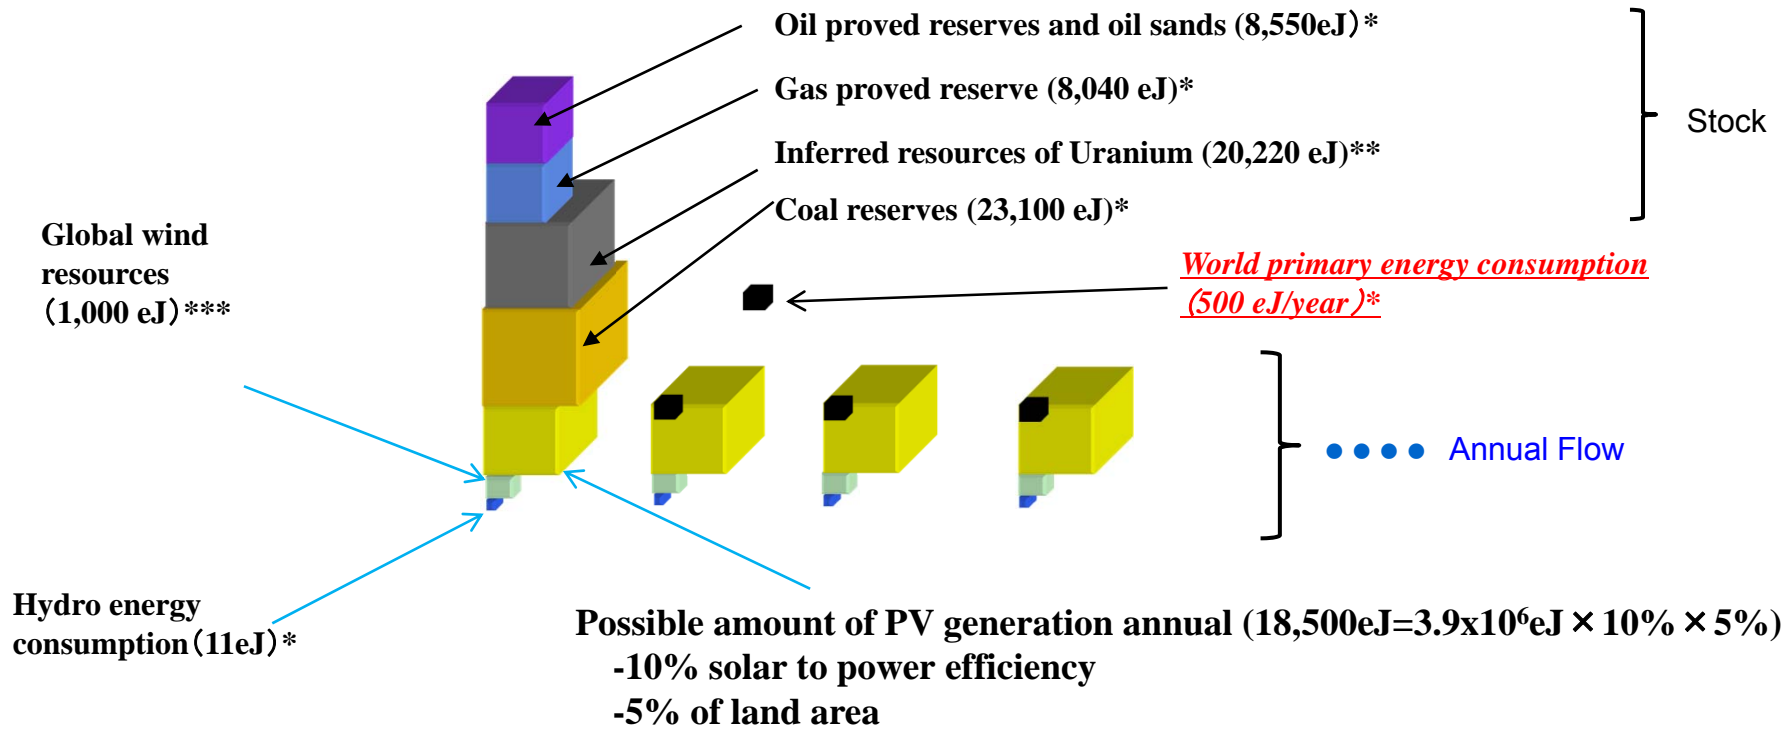 Oil proved reserves and oil sands (8,550eJ)*
Gas proved reserve (8,040 eJ)*
Inferred resources of Uranium (20,220 eJ)**
Coal reserves (23,100 eJ)*
Stock
Global wind
resources
(1,000 eJ)***
World primary energy consumption
(500 eJ/year)*
Annual Flow
Hydro energy
consumption(11eJ)*
Possible amount of PV generation annual (18,500eJ=3.9x10⁶eJ×10%×5%)
-10% solar to power efficiency
-5% of land area